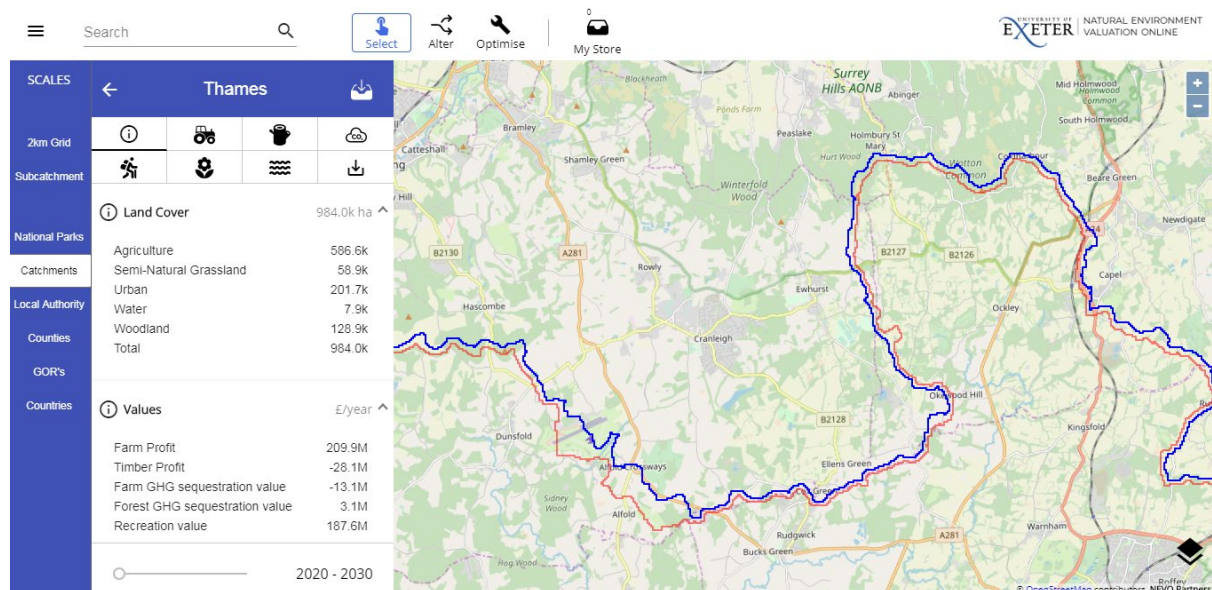 Search
Select
Alter
Optimise
0
My Store
UNIVERSITY OF
EXETER
NATURAL ENVIRONMENT
VALUATION ONLINE
SCALES
2km Grid
Subcatchment
National Parks
Catchments
Local Authority
Counties
GOR's
Countries
Thames
CO2
Land Cover 984.0k ha
Agriculture 586.6k
Semi-Natural Grassland 58.9k
Urban 201.7k
Water 7.9k
Woodland 128.9k
Total 984.0k
Values £/year
Farm Profit 209.9M
Timber Profit -28.1M
Farm GHG sequestration value -13.1M
Forest GHG sequestration value 3.1M
Recreation value 187.6M
2020 - 2030
Blackheath
Surrey
Hills AONB
Abinger
Mid Holmwood
Holmwood
Common
South Holmwood
Ponds Farm
Bramley
Peaslake
Holmbury St
Mary
Catteshall
Shamley Green
Hurt Wood
Wotton
Common
Beare Green
Winterfold
Wood
Newdigate
B2130
A281
B2127
B2126
A24
Rowly
Capel
Ewhurst
Hascombe
Ockley
Cranleigh
Okewood Hill
B2128
Kingsfold
Dunsfold
Alfold Crossways
Ellens Green
Sidney
Wood
Alfold
Cox Green
Rudgwick
A281
Warnham
Bucks Green
Hog Wood
Roffey
+
−
© OpenStreetMap contributors, NEVO Partners